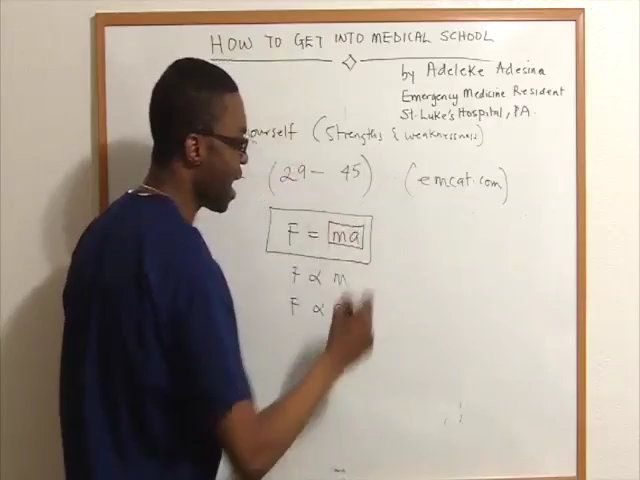 HOW TO GET INTO MEDICAL SCHOOL
by Adeleke Adesina
Emergency Medicine Resident
St. Luke's Hospital, PA.
ourself (Strengths & weaknesses)
(29 - 45) (emcat.com)
F = ma
F ∝ m
F ∝